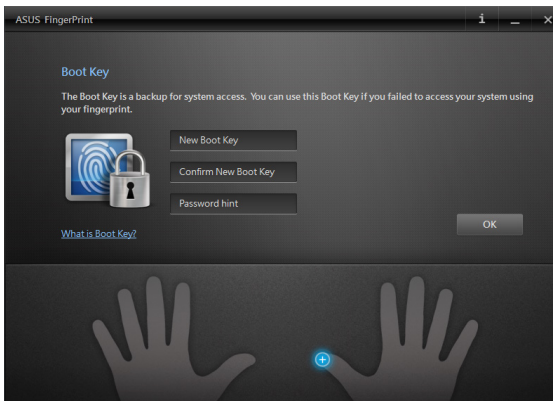 ASUS FingerPrint
Boot Key
The Boot Key is a backup for system access. You can use this Boot Key if you failed to access your system using
your fingerprint.
New Boot Key
Confirm New Boot Key
Password hint
OK
What is Boot Key?